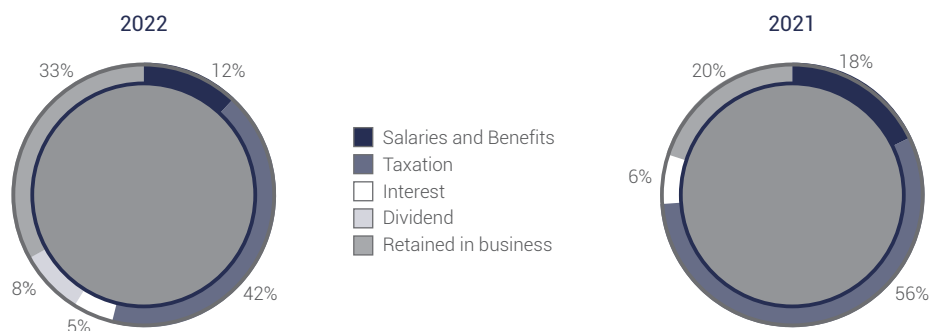 2022
33%
12%
8%
5%
42%
Salaries and Benefits
Taxation
Interest
Dividend
Retained in business
2021
20%
18%
6%
56%